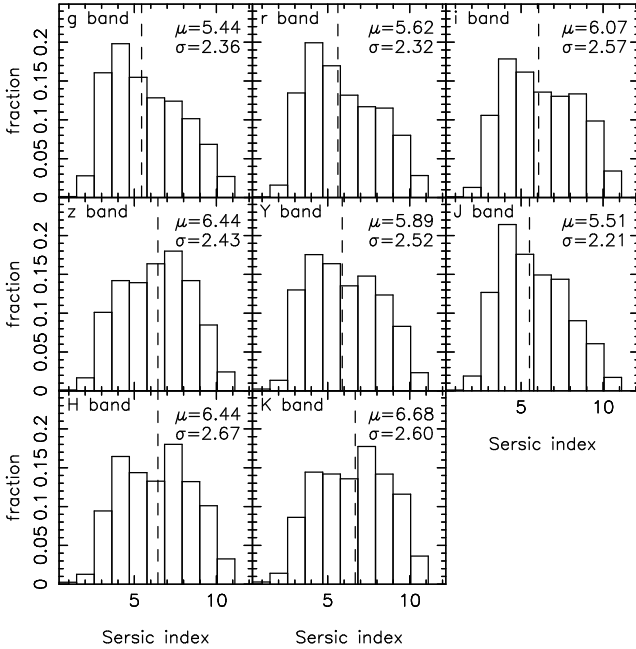 g band
μ=5.44
σ=2.36
r band
μ=5.62
σ=2.32
i band
μ=6.07
σ=2.57
fraction
0 0.05 0.1 0.15 0.2
z band
μ=6.44
σ=2.43
Y band
μ=5.89
σ=2.52
J band
μ=5.51
σ=2.21
fraction
0 0.05 0.1 0.15 0.2
5 10
Sersic index
H band
μ=6.44
σ=2.67
K band
μ=6.68
σ=2.60
fraction
0 0.05 0.1 0.15 0.2
5 10
5 10
Sersic index
Sersic index